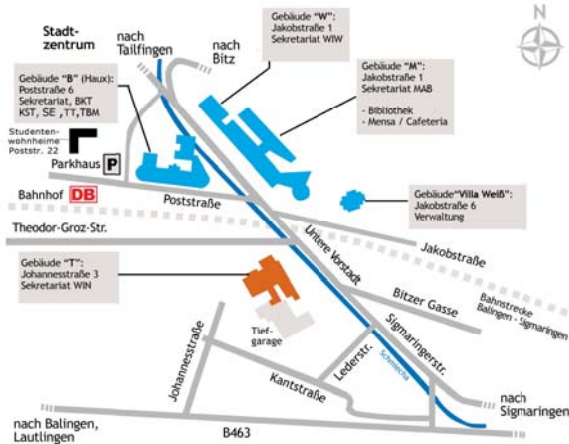 Stadt-
zentrum
nach
Tailfingen
nach
Bitz
Gebäude "W":
Jakobstraße 1
Sekretariat WIW
N
Gebäude "M":
Jakobstraße 1
Sekretariat MAB
- Bibliothek
- Mensa / Cafeteria
Gebäude "B" (Haux):
Poststraße 6
Sekretariat, BKT
KST, SE ,TT,TBM
Studenten-
wohnheime
Poststr. 22
Parkhaus P
Bahnhof DB
Poststraße
Gebäude"Villa Weiß":
Jakobstraße 6
Verwaltung
Theodor-Groz-Str.
Untere Vorstadt
Jakobstraße
Gebäude "T":
Johannesstraße 3
Sekretariat WIN
Bitzer Gasse
Bahnstrecke
Balingen - Sigmaringen
Tief-
garage
Sigmaringerstr.
Johannesstraße
Lederstr.
Schmiecha
Kantstraße
nach
Sigmaringen
nach Balingen,
Lautlingen
B463